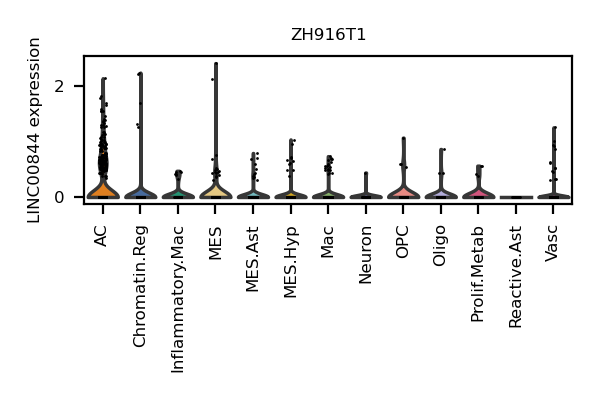 ZH916T1
LINC00844 expression
2
0
AC
Chromatin.Reg
Inflammatory.Mac
MES
MES.Ast
MES.Hyp
Mac
Neuron
OPC
Oligo
Prolif.Metab
Reactive.Ast
Vasc